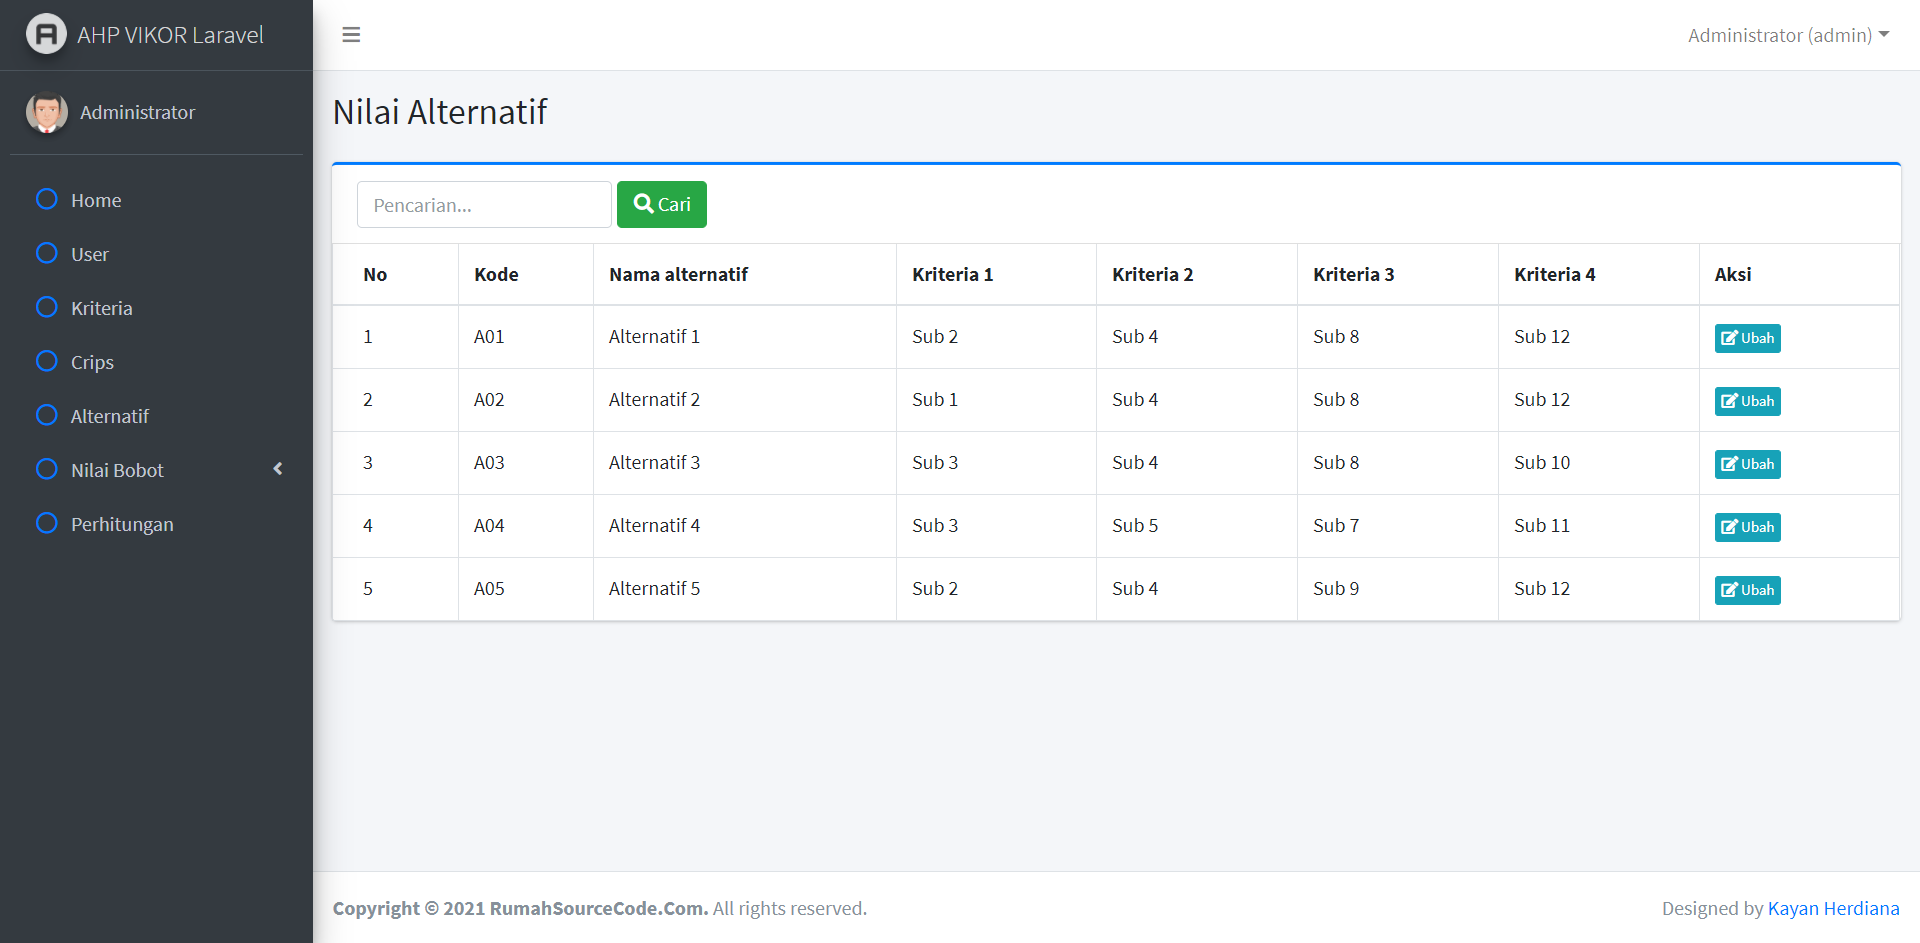 AHP VIKOR Laravel
Administrator (admin)
Administrator
Home
User
Kriteria
Crips
Alternatif
Nilai Bobot
Perhitungan
Nilai Alternatif
Pencarian... Cari
No Kode Nama alternatif Kriteria 1 Kriteria 2 Kriteria 3 Kriteria 4 Aksi
1 A01 Alternatif 1 Sub 2 Sub 4 Sub 8 Sub 12 Ubah
2 A02 Alternatif 2 Sub 1 Sub 4 Sub 8 Sub 12 Ubah
3 A03 Alternatif 3 Sub 3 Sub 4 Sub 8 Sub 10 Ubah
4 A04 Alternatif 4 Sub 3 Sub 5 Sub 7 Sub 11 Ubah
5 A05 Alternatif 5 Sub 2 Sub 4 Sub 9 Sub 12 Ubah
Copyright © 2021 RumahSourceCode.Com. All rights reserved.
Designed by Kayan Herdiana